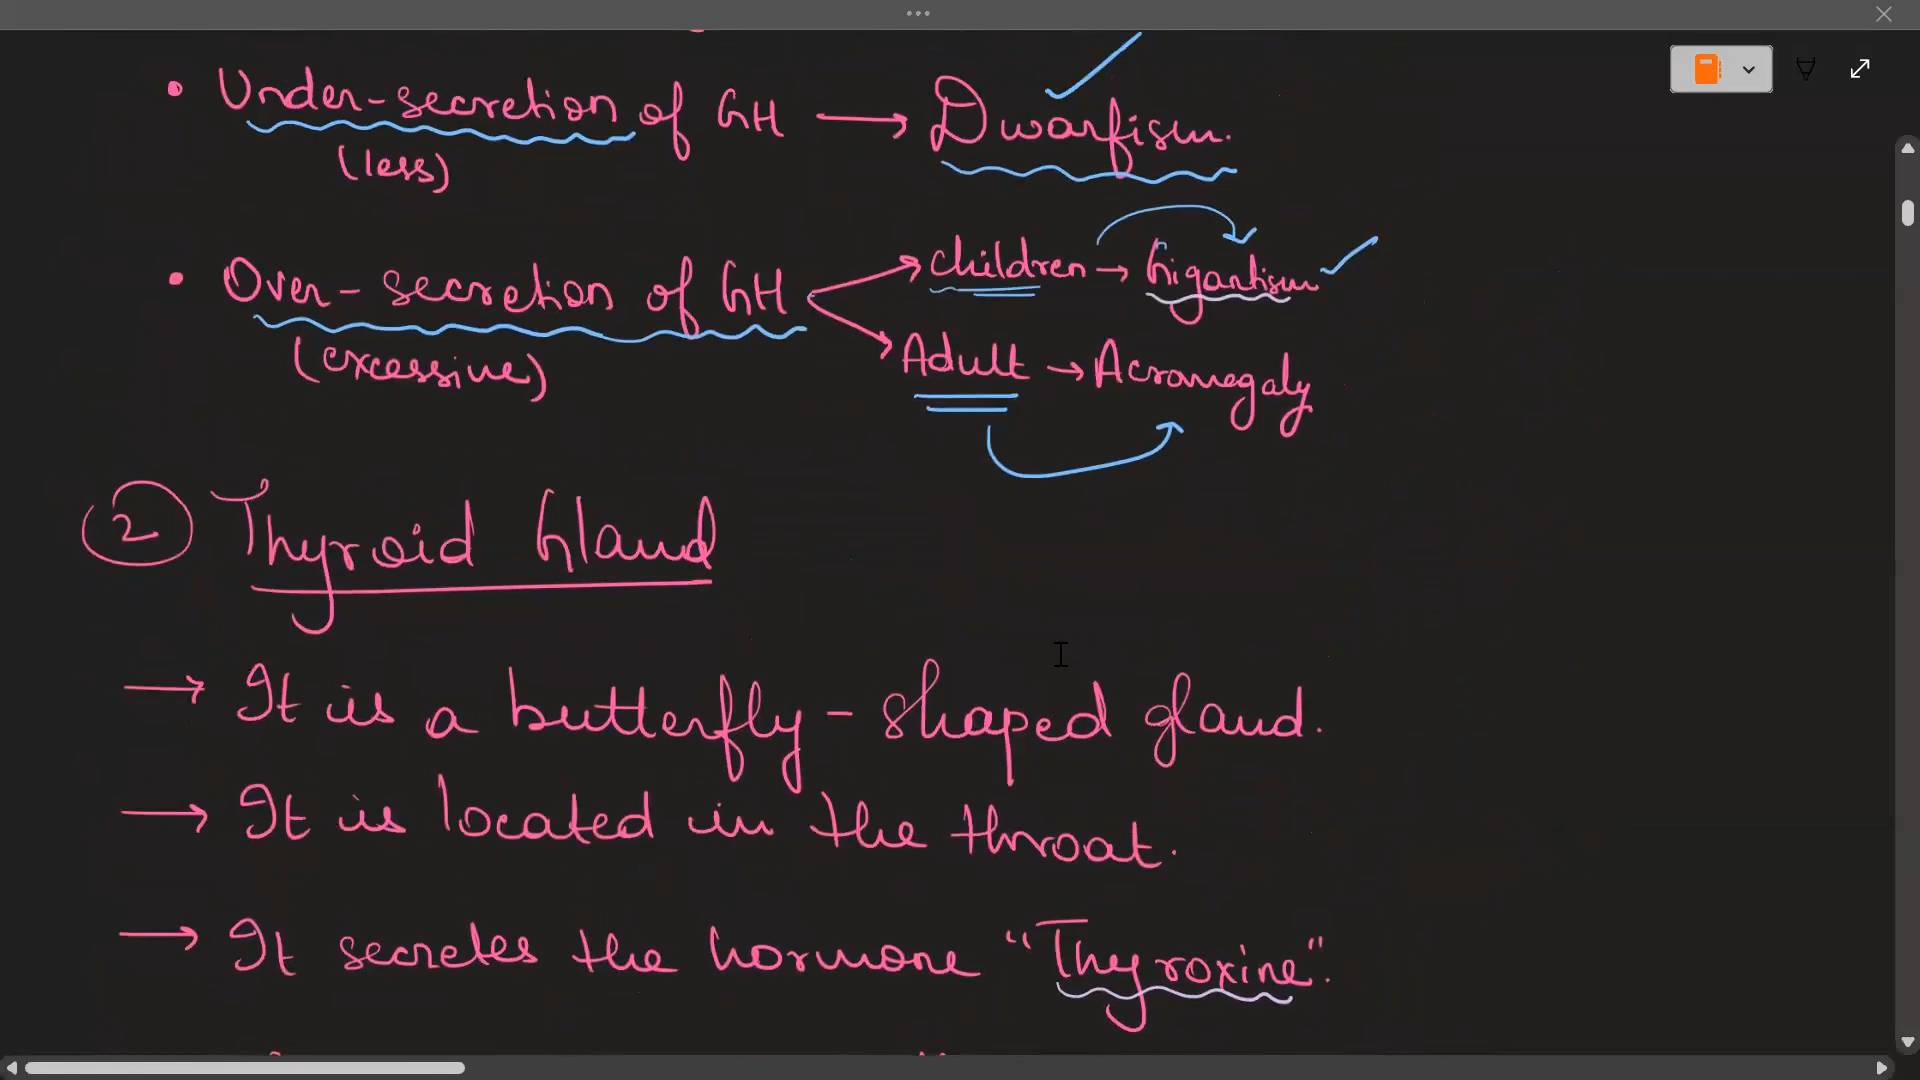 • Under-secretion of GH → Dwarfism.
(less)
• Over-secretion of GH
children → Gigantism
(excessive)
Adult → Acromegaly
2 Thyroid Gland
→ It is a butterfly-shaped gland.
→ It is located in the throat.
→ It secretes the hormone "Thyroxine".